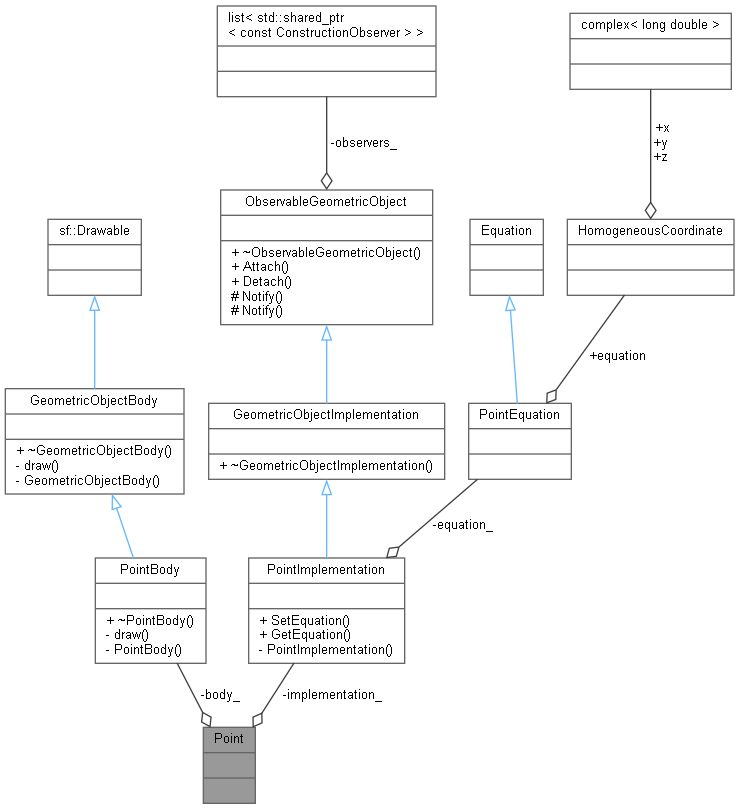 list< std::shared_ptr
< const ConstructionObserver > >
complex< long double >
-observers_
+x
+y
+z
sf::Drawable
ObservableGeometricObject
+ ~ObservableGeometricObject()
+ Attach()
+ Detach()
# Notify()
# Notify()
Equation
HomogeneousCoordinate
+equation
GeometricObjectBody
+ ~GeometricObjectBody()
- draw()
- GeometricObjectBody()
GeometricObjectImplementation
+ ~GeometricObjectImplementation()
PointEquation
-equation_
PointBody
+ ~PointBody()
- draw()
- PointBody()
PointImplementation
+ SetEquation()
+ GetEquation()
- PointImplementation()
-body_
-implementation_
Point